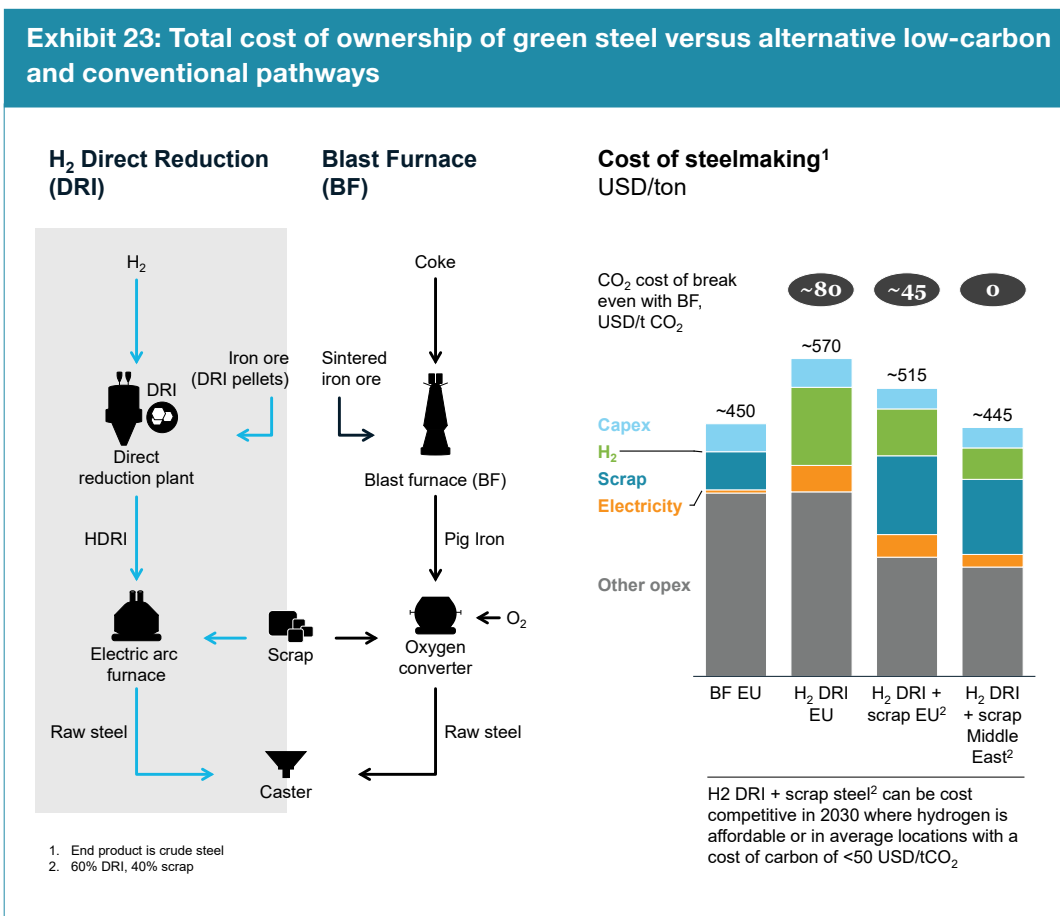 Exhibit 23: Total cost of ownership of green steel versus alternative low-carbon
and conventional pathways
H₂ Direct Reduction
(DRI)
H₂
Iron ore
(DRI pellets)
DRI
Direct
reduction plant
HDRI
Electric arc
furnace
Scrap
Raw steel
Caster
Blast Furnace
(BF)
Coke
Sintered
iron ore
Blast furnace (BF)
Pig Iron
O₂
Oxygen
converter
Raw steel
1. End product is crude steel
2. 60% DRI, 40% scrap
Cost of steelmaking¹
USD/ton
CO₂ cost of break
even with BF,
USD/t CO₂
~80
~45
0
~450
~570
~515
~445
Capex
H₂
Scrap
Electricity
Other opex
BF EU
H₂ DRI
EU
H₂ DRI +
scrap EU²
H₂ DRI
+ scrap
Middle
East²
H2 DRI + scrap steel² can be cost
competitive in 2030 where hydrogen is
affordable or in average locations with a
cost of carbon of <50 USD/tCO₂